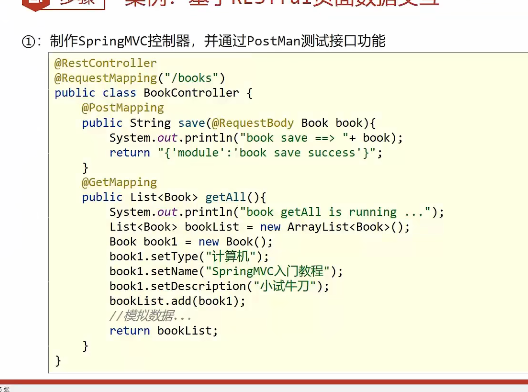 步骤 案例：基于RESTful页面数据交互
①：制作SpringMVC控制器，并通过PostMan测试接口功能
@RestController
@RequestMapping("/books")
public class BookController {
@PostMapping
public String save(@RequestBody Book book){
System.out.println("book save ==> "+ book);
return "{'module':'book save success'}";
}
@GetMapping
public List<Book> getAll(){
System.out.println("book getAll is running ...");
List<Book> bookList = new ArrayList<Book>();
Book book1 = new Book();
book1.setType("计算机");
book1.setName("SpringMVC入门教程");
book1.setDescription("小试牛刀");
bookList.add(book1);
//模拟数据...
return bookList;
}
}